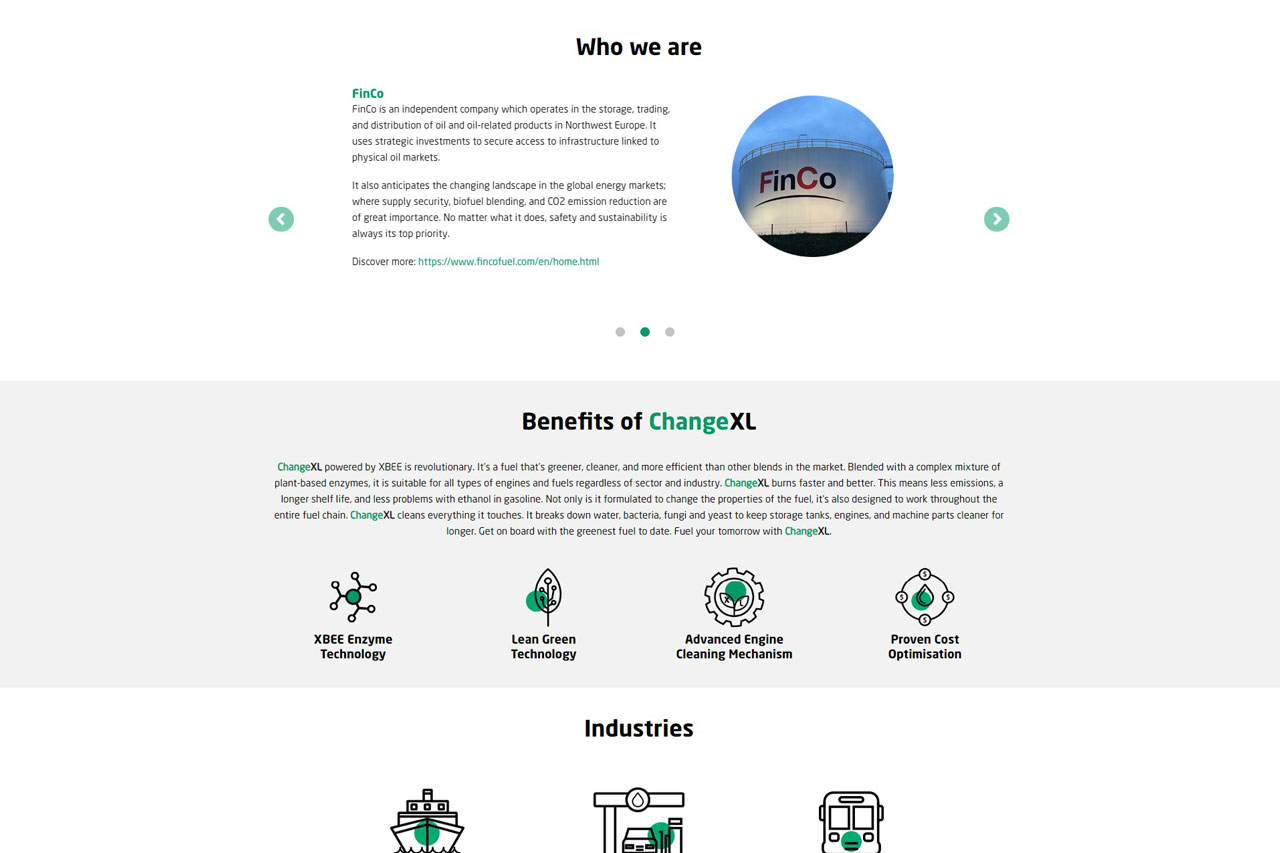 Who we are
FinCo
FinCo is an independent company which operates in the storage, trading,
and distribution of oil and oil-related products in Northwest Europe. It
uses strategic investments to secure access to infrastructure linked to
physical oil markets.
It also anticipates the changing landscape in the global energy markets;
where supply security, biofuel blending, and CO2 emission reduction are
of great importance. No matter what it does, safety and sustainability is
always its top priority.
Discover more: https://www.fincofuel.com/en/home.html
FinCo
Benefits of ChangeXL
ChangeXL powered by XBEE is revolutionary. It's a fuel that's greener, cleaner, and more efficient than other blends in the market. Blended with a complex mixture of
plant-based enzymes, it is suitable for all types of engines and fuels regardless of sector and industry. ChangeXL burns faster and better. This means less emissions, a
longer shelf life, and less problems with ethanol in gasoline. Not only is it formulated to change the properties of the fuel, it's also designed to work throughout the
entire fuel chain. ChangeXL cleans everything it touches. It breaks down water, bacteria, fungi and yeast to keep storage tanks, engines, and machine parts cleaner for
longer. Get on board with the greenest fuel to date. Fuel your tomorrow with ChangeXL.
X L
$ $ $ $
XBEE Enzyme
Technology
Lean Green
Technology
Advanced Engine
Cleaning Mechanism
Proven Cost
Optimisation
Industries